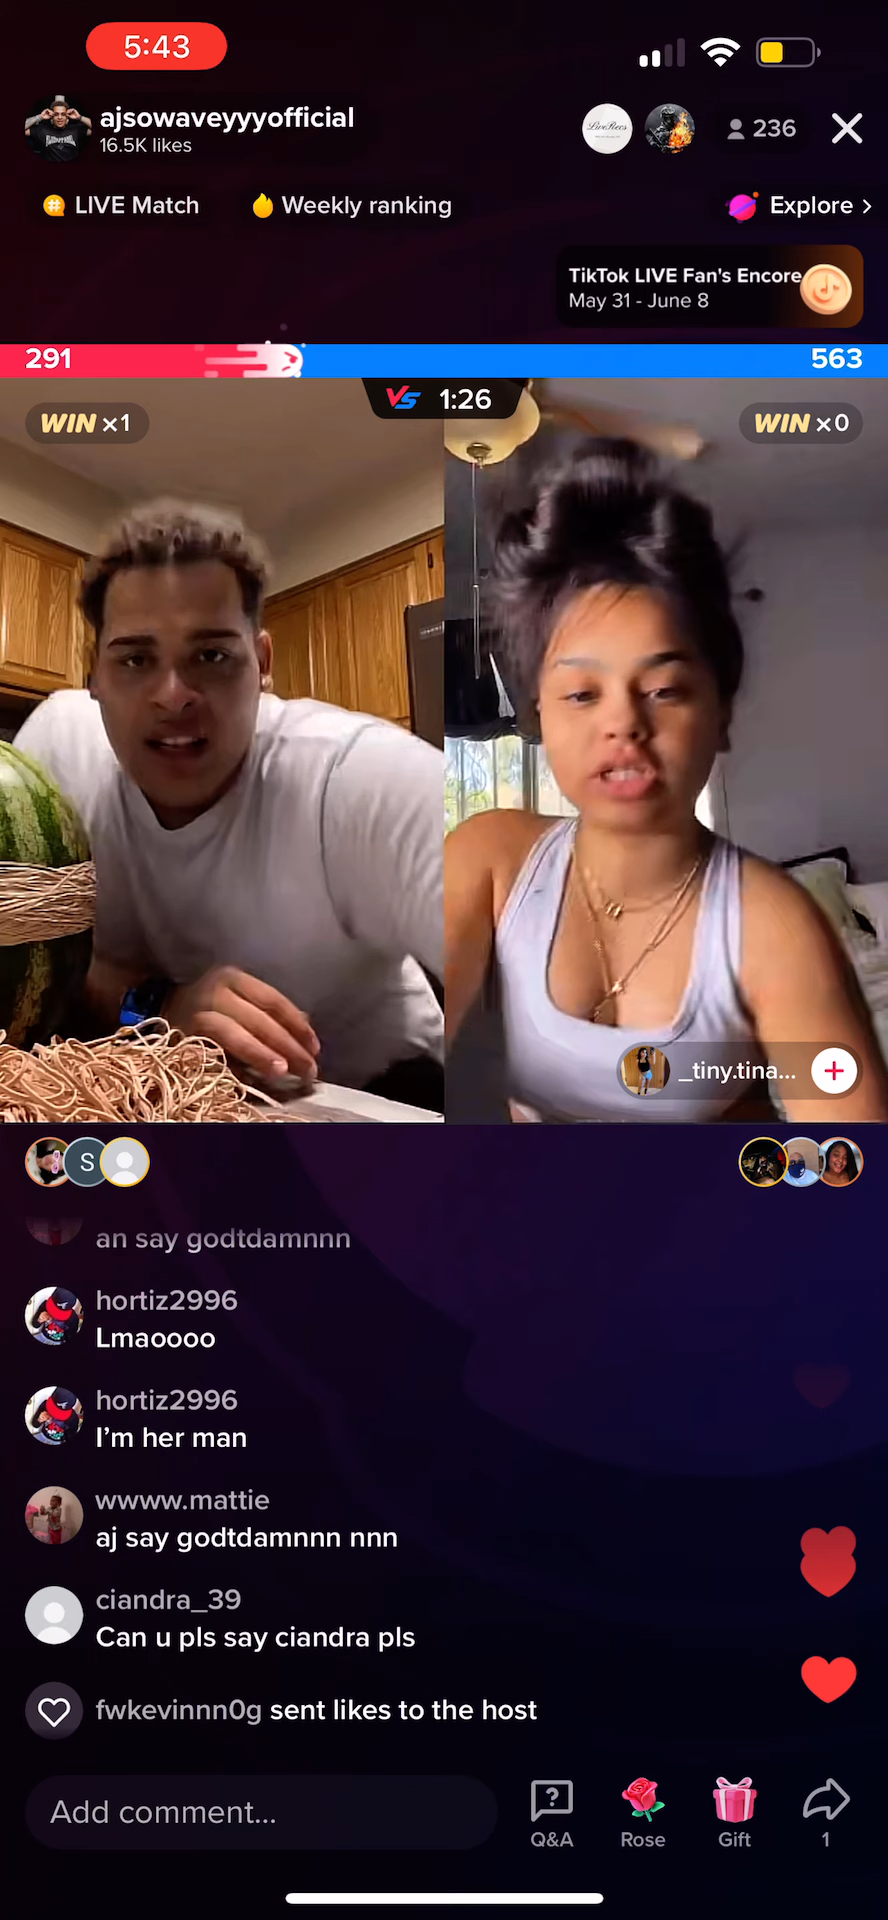 5:43
ajsowaveyyyofficial
16.5K likes
236
LIVE Match
Weekly ranking
Explore >
TikTok LIVE Fan's Encore
May 31 - June 8
291
563
VS 1:26
WIN x1
WIN x0
_tiny.tina...
S
an say godtdamnnn
hortiz2996
Lmaoooo
hortiz2996
I'm her man
wwww.mattie
aj say godtdamnnn nnn
ciandra_39
Can u pls say ciandra pls
fwkevinnn0g sent likes to the host
Add comment...
Q&A
Rose
Gift
1